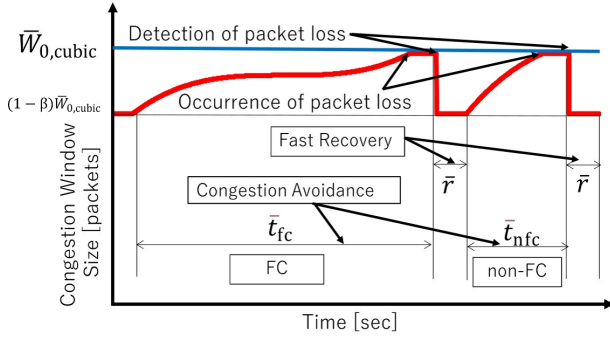 W̄₀,cubic
Detection of packet loss
(1−β)W̄₀,cubic
Occurrence of packet loss
Fast Recovery
r̄
r̄
Congestion Avoidance
t̄fc
t̄nfc
FC
non-FC
Congestion Window
Size [packets]
Time [sec]